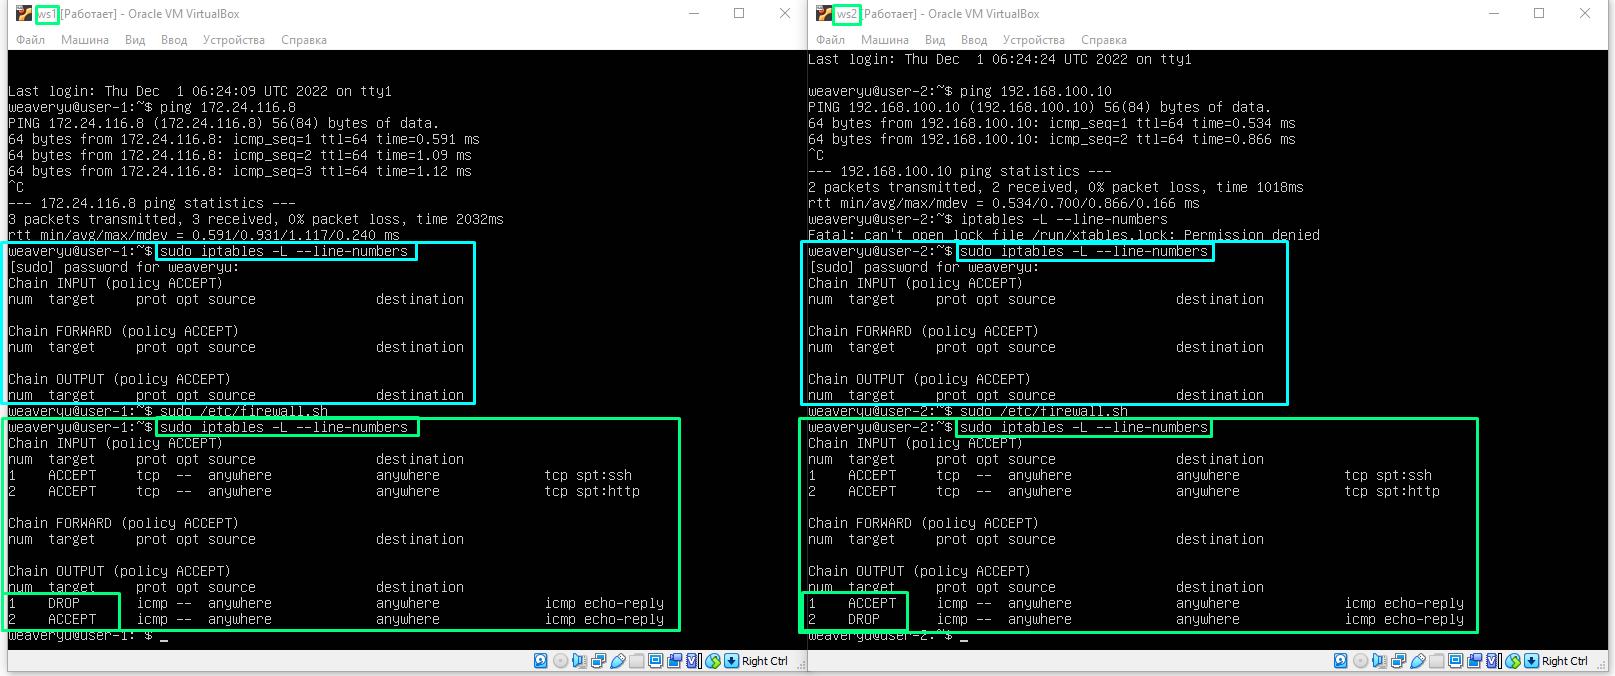 ws1 [Работает] - Oracle VM VirtualBox
Файл Машина Вид Ввод Устройства Справка
Last login: Thu Dec  1 06:24:09 UTC 2022 on tty1
weaveryu@user-1:~$ ping 172.24.116.8
PING 172.24.116.8 (172.24.116.8) 56(84) bytes of data.
64 bytes from 172.24.116.8: icmp_seq=1 ttl=64 time=0.591 ms
64 bytes from 172.24.116.8: icmp_seq=2 ttl=64 time=1.09 ms
64 bytes from 172.24.116.8: icmp_seq=3 ttl=64 time=1.12 ms
^C
--- 172.24.116.8 ping statistics ---
3 packets transmitted, 3 received, 0% packet loss, time 2032ms
rtt min/avg/max/mdev = 0.591/0.931/1.117/0.240 ms
weaveryu@user-1:~$ sudo iptables -L --line-numbers
[sudo] password for weaveryu:
Chain INPUT (policy ACCEPT)
num  target     prot opt source               destination
Chain FORWARD (policy ACCEPT)
num  target     prot opt source               destination
Chain OUTPUT (policy ACCEPT)
num  target     prot opt source               destination
weaveryu@user-1:~$ sudo /etc/firewall.sh
weaveryu@user-1:~$ sudo iptables -L --line-numbers
Chain INPUT (policy ACCEPT)
num  target     prot opt source               destination
1    ACCEPT     tcp  --  anywhere             anywhere             tcp spt:ssh
2    ACCEPT     tcp  --  anywhere             anywhere             tcp spt:http
Chain FORWARD (policy ACCEPT)
num  target     prot opt source               destination
Chain OUTPUT (policy ACCEPT)
num  target     prot opt source               destination
1    DROP       icmp --  anywhere             anywhere             icmp echo-reply
2    ACCEPT     icmp --  anywhere             anywhere             icmp echo-reply
weaveryu@user-1:~$ _
Right Ctrl
ws2 [Работает] - Oracle VM VirtualBox
Файл Машина Вид Ввод Устройства Справка
Last login: Thu Dec  1 06:24:24 UTC 2022 on tty1
weaveryu@user-2:~$ ping 192.168.100.10
PING 192.168.100.10 (192.168.100.10) 56(84) bytes of data.
64 bytes from 192.168.100.10: icmp_seq=1 ttl=64 time=0.534 ms
64 bytes from 192.168.100.10: icmp_seq=2 ttl=64 time=0.866 ms
^C
--- 192.168.100.10 ping statistics ---
2 packets transmitted, 2 received, 0% packet loss, time 1018ms
rtt min/avg/max/mdev = 0.534/0.700/0.866/0.166 ms
weaveryu@user-2:~$ iptables -L --line-numbers
Fatal: can't open lock file /run/xtables.lock: Permission denied
weaveryu@user-2:~$ sudo iptables -L --line-numbers
[sudo] password for weaveryu:
Chain INPUT (policy ACCEPT)
num  target     prot opt source               destination
Chain FORWARD (policy ACCEPT)
num  target     prot opt source               destination
Chain OUTPUT (policy ACCEPT)
num  target     prot opt source               destination
weaveryu@user-2:~$ sudo /etc/firewall.sh
weaveryu@user-2:~$ sudo iptables -L --line-numbers
Chain INPUT (policy ACCEPT)
num  target     prot opt source               destination
1    ACCEPT     tcp  --  anywhere             anywhere             tcp spt:ssh
2    ACCEPT     tcp  --  anywhere             anywhere             tcp spt:http
Chain FORWARD (policy ACCEPT)
num  target     prot opt source               destination
Chain OUTPUT (policy ACCEPT)
num  target     prot opt source               destination
1    ACCEPT     icmp --  anywhere             anywhere             icmp echo-reply
2    DROP       icmp --  anywhere             anywhere             icmp echo-reply
weaveryu@user-2:~$ _
Right Ctrl